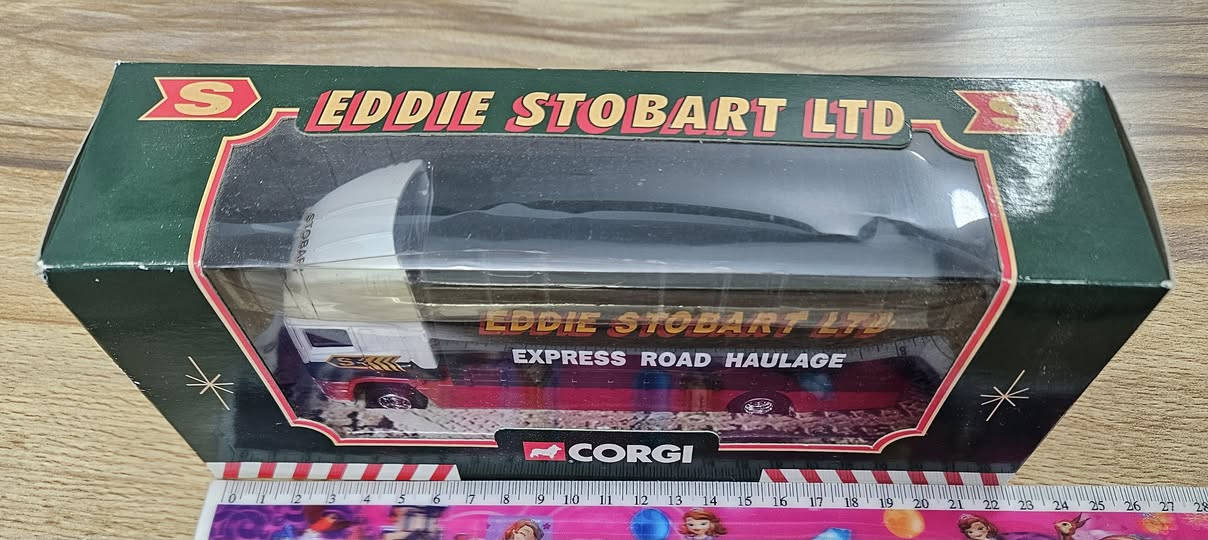 S EDDIE STOBART LTD S
STOBAR
EDDIE STOBART LTD
EXPRESS ROAD HAULAGE
S
CORGI
0 1 2 3 4 5 6 7 8 9 10 11 12 13 14 15 16 17 18 19 20 21 22 23 24 25 26 27 28